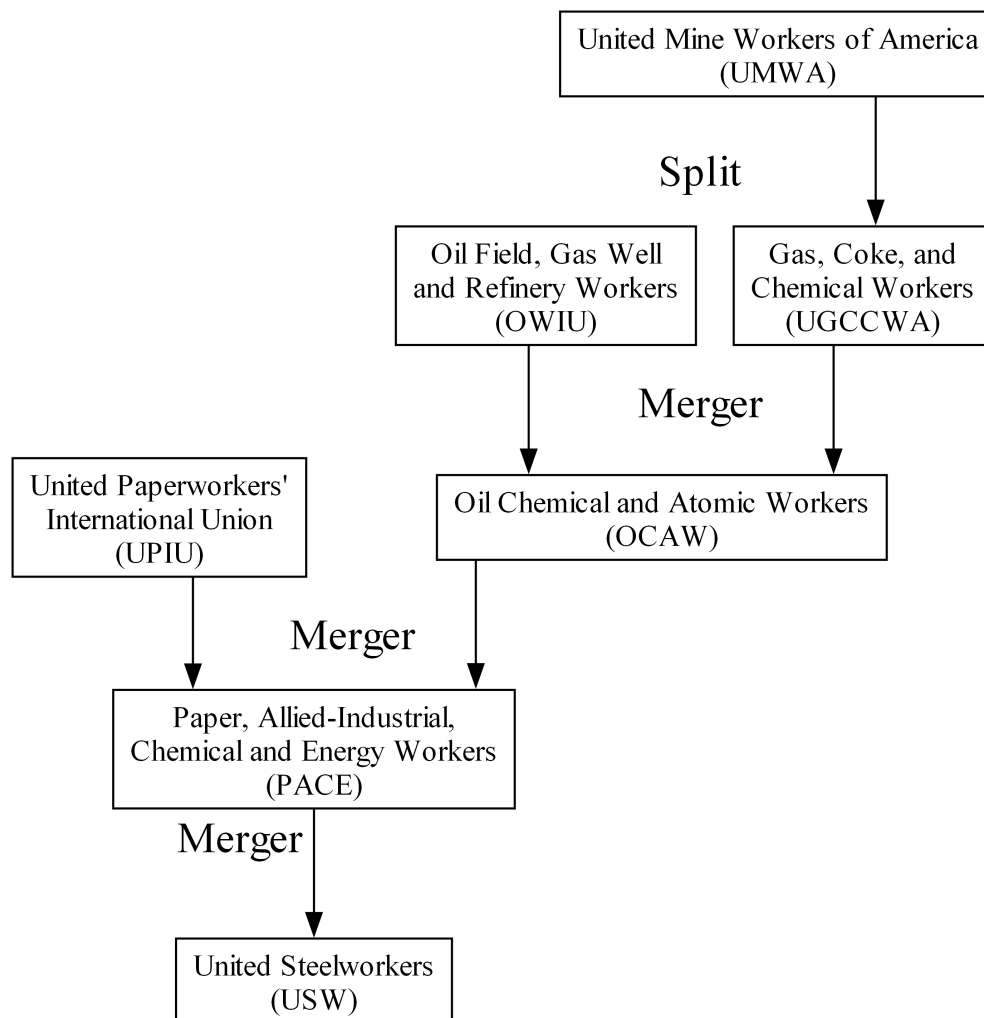 United Mine Workers of America
(UMWA)
Split
Oil Field, Gas Well
and Refinery Workers
(OWIU)
Gas, Coke, and
Chemical Workers
(UGCCWA)
Merger
United Paperworkers'
International Union
(UPIU)
Oil Chemical and Atomic Workers
(OCAW)
Merger
Paper, Allied-Industrial,
Chemical and Energy Workers
(PACE)
Merger
United Steelworkers
(USW)